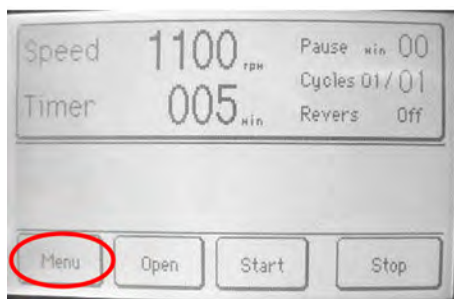 Speed 1100 rpm Pause min 00
Cycles 01/01
Timer 005 min Revers Off
Menu Open Start Stop